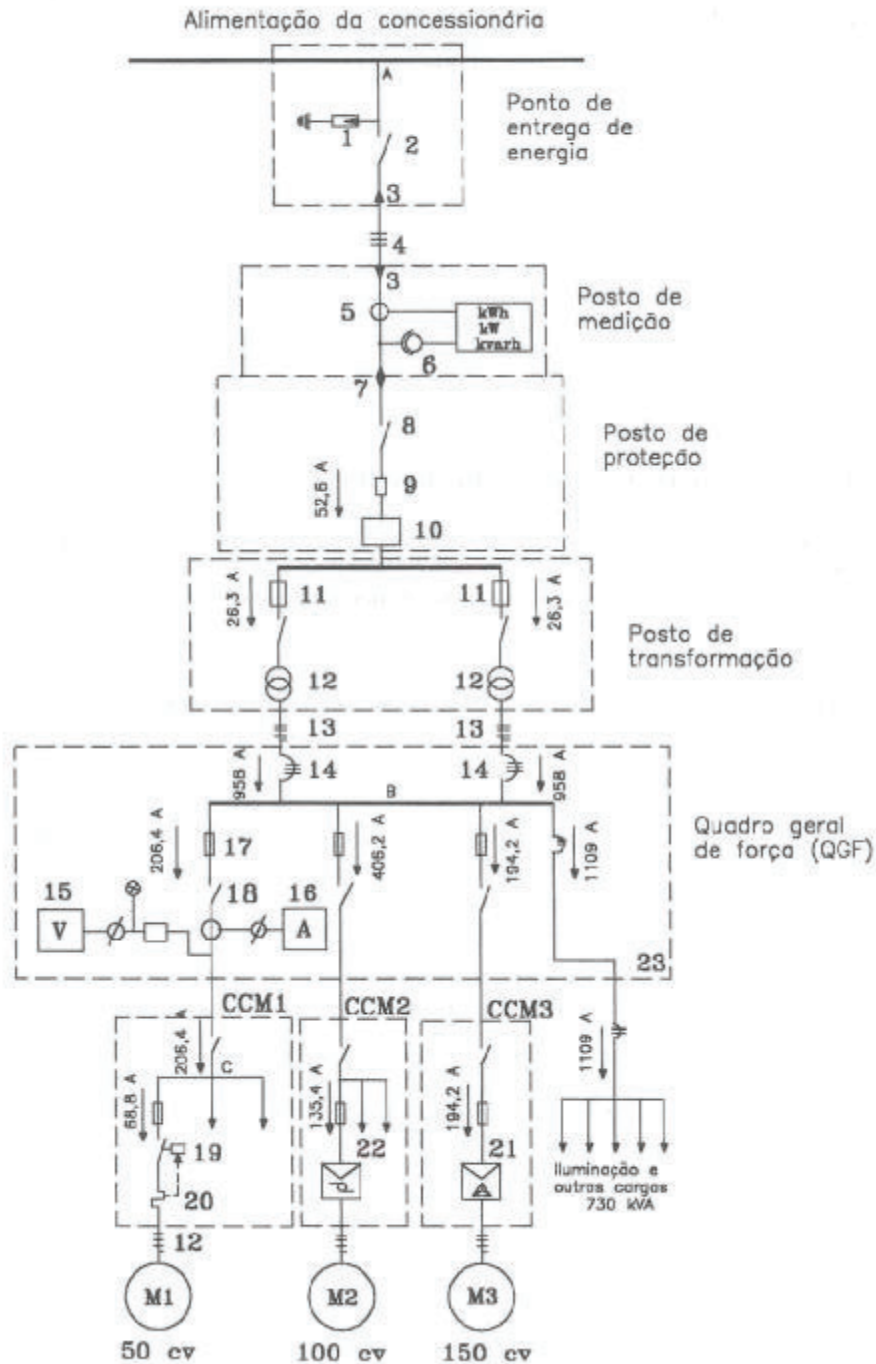 Alimentação da concessionária
A
Ponto de
entrega de
energia
1
2
3
4
3
Posto de
medição
5
kWh
kW
kvarh
6
7
8
Posto de
proteção
52,6 A
9
10
26,3 A
11
11
26,3 A
Posto de
transformação
12
12
13
13
958 A
14
14
958 A
B
Quadro geral
de força (QGF)
206,4 A
17
406,2 A
194,2 A
1109 A
15
18
16
V
A
23
CCM1
CCM2
CCM3
206,4 A
C
1109 A
68,8 A
135,4 A
194,2 A
19
22
21
20
Iluminação e
outras cargas
730 kVA
12
M1
M2
M3
50 cv
100 cv
150 cv